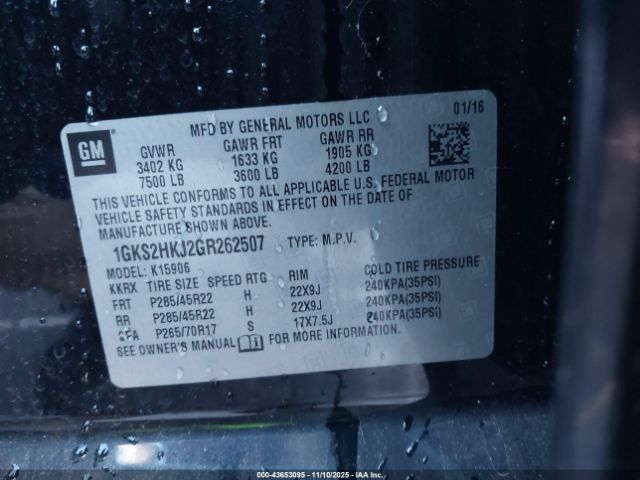 GM
MFD BY GENERAL MOTORS LLC
01/16
GVWR GAWR FRT GAWR RR
3402 KG 1633 KG 1905 KG
7500 LB 3600 LB 4200 LB
THIS VEHICLE CONFORMS TO ALL APPLICABLE U.S. FEDERAL MOTOR
VEHICLE SAFETY STANDARDS IN EFFECT ON THE DATE OF
MANUFACTURE SHOWN ABOVE.
1GKS2HKJ2GR262507 TYPE: M.P.V.
MODEL: K15906
KKRX TIRE SIZE SPEED RTG RIM COLD TIRE PRESSURE
FRT P285/45R22 H 22X9J 240KPA(35PSI)
RR P285/45R22 H 22X9J 240KPA(35PSI)
SPA P265/70R17 S 17X7.5J 240KPA(35PSI)
SEE OWNER'S MANUAL FOR MORE INFORMATION
000-43653095 - 11/10/2025 - IAA Inc.